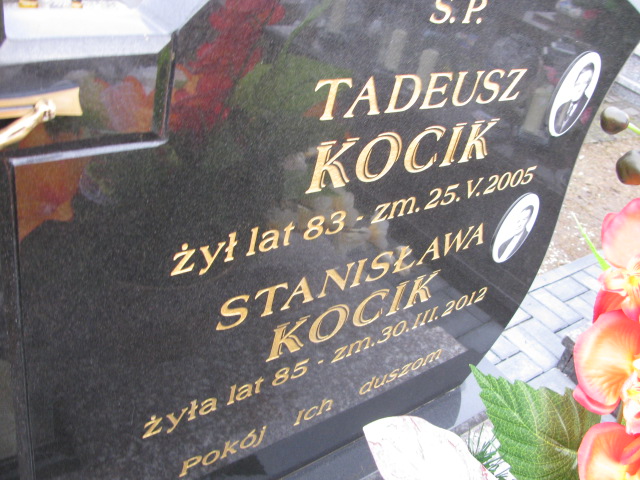 Ś.P.
TADEUSZ
KOCIK
żył lat 83 - zm. 25.V.2005
STANISŁAWA
KOCIK
żyła lat 85 - zm. 30.III.2012
Pokój Ich duszom